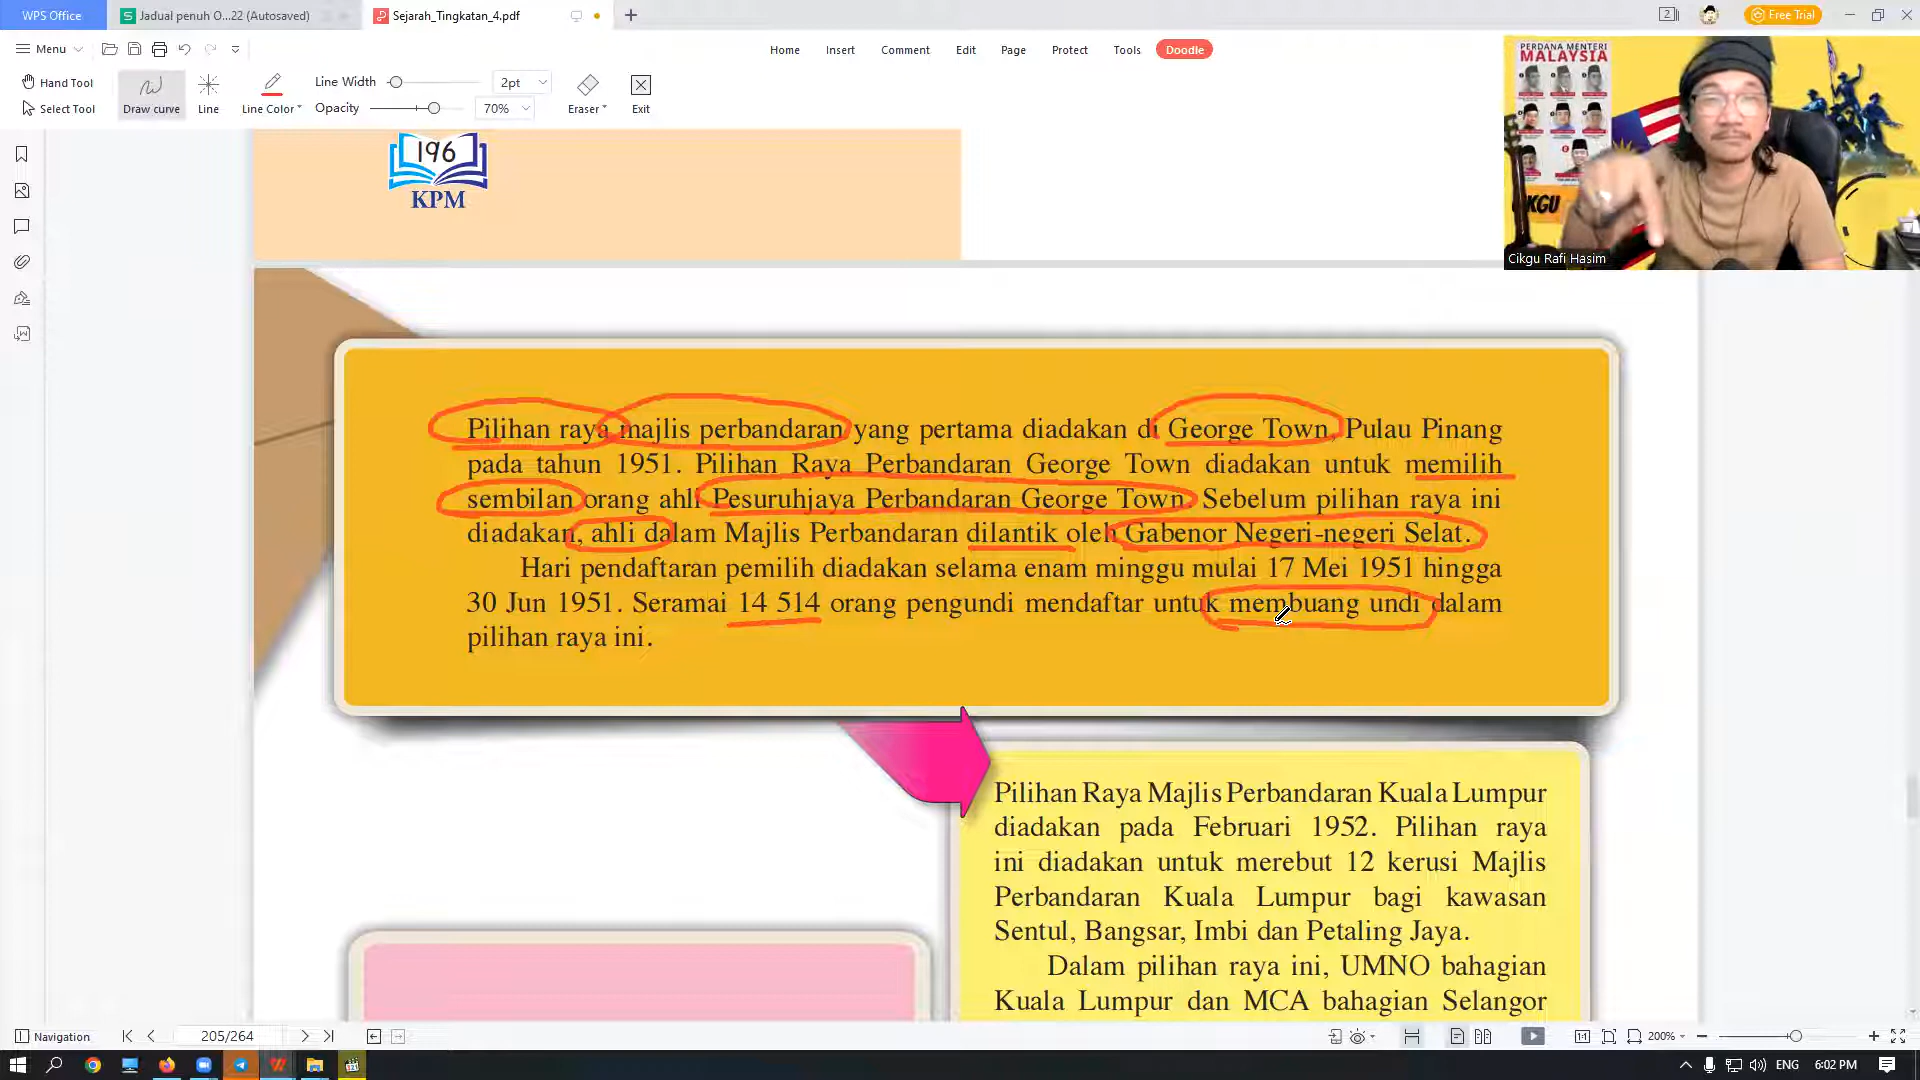 WPS Office
Jadual penuh O...22 (Autosaved)
Sejarah_Tingkatan_4.pdf
Free Trial
Menu
Home Insert Comment Edit Page Protect Tools Doodle
Hand Tool
Select Tool
Draw curve
Line
Line Color
Line Width 2pt
Opacity 70%
Eraser
Exit
PERDANA MENTERI
MALAYSIA
CIKGU
Cikgu Rafi Hasim
196
KPM
Pilihan raya majlis perbandaran yang pertama diadakan di George Town, Pulau Pinang
pada tahun 1951. Pilihan Raya Perbandaran George Town diadakan untuk memilih
sembilan orang ahli Pesuruhjaya Perbandaran George Town. Sebelum pilihan raya ini
diadakan, ahli dalam Majlis Perbandaran dilantik oleh Gabenor Negeri-negeri Selat.
Hari pendaftaran pemilih diadakan selama enam minggu mulai 17 Mei 1951 hingga
30 Jun 1951. Seramai 14 514 orang pengundi mendaftar untuk membuang undi dalam
pilihan raya ini.
Pilihan Raya Majlis Perbandaran Kuala Lumpur
diadakan pada Februari 1952. Pilihan raya
ini diadakan untuk merebut 12 kerusi Majlis
Perbandaran Kuala Lumpur bagi kawasan
Sentul, Bangsar, Imbi dan Petaling Jaya.
Dalam pilihan raya ini, UMNO bahagian
Kuala Lumpur dan MCA bahagian Selangor
Navigation
205/264
200%
ENG
6:02 PM